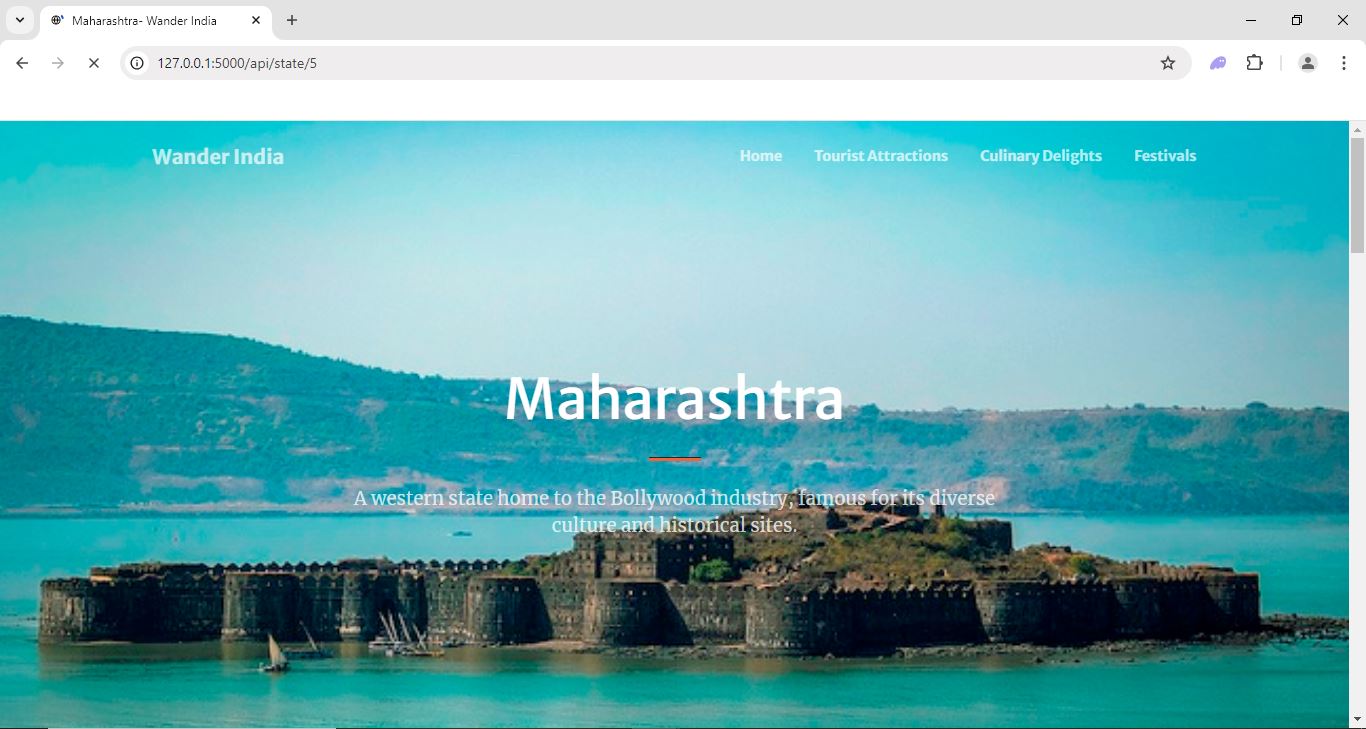 Maharashtra- Wander India
127.0.0.1:5000/api/state/5
Wander India
Home Tourist Attractions Culinary Delights Festivals
Maharashtra
A western state home to the Bollywood industry, famous for its diverse
culture and historical sites.